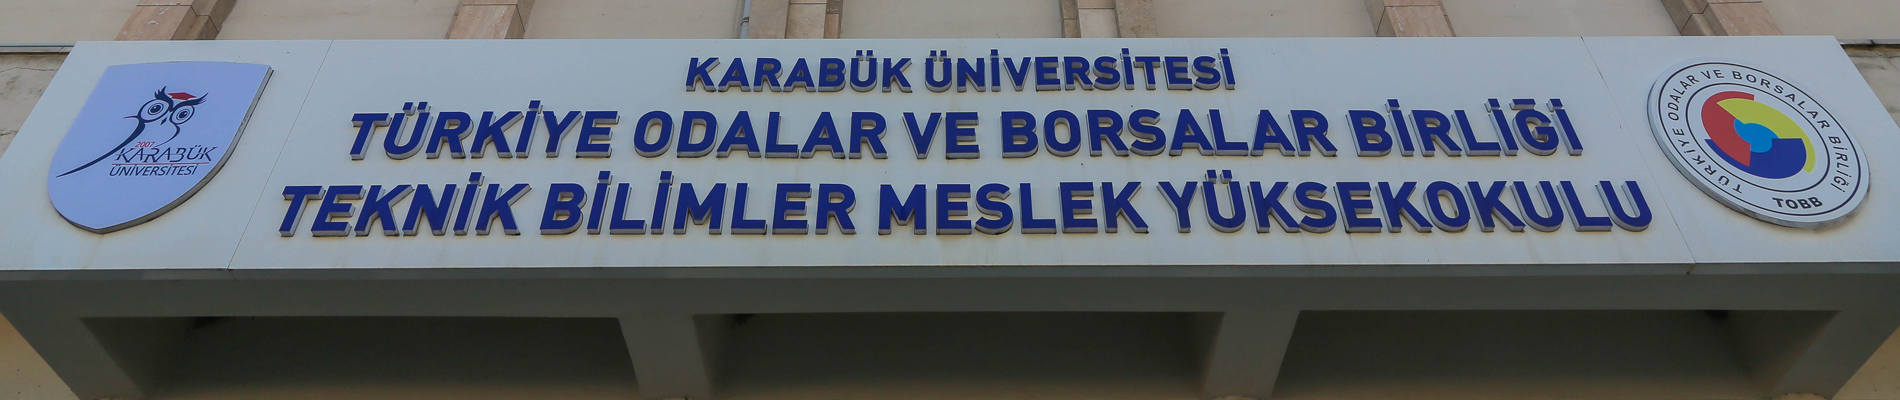 KARABÜK ÜNİVERSİTESİ
TÜRKİYE ODALAR VE BORSALAR BİRLİĞİ
TEKNİK BİLİMLER MESLEK YÜKSEKOKULU
2007
KARABÜK
ÜNİVERSİTESİ
TÜRKİYE ODALAR VE BORSALAR BİRLİĞİ
TOBB